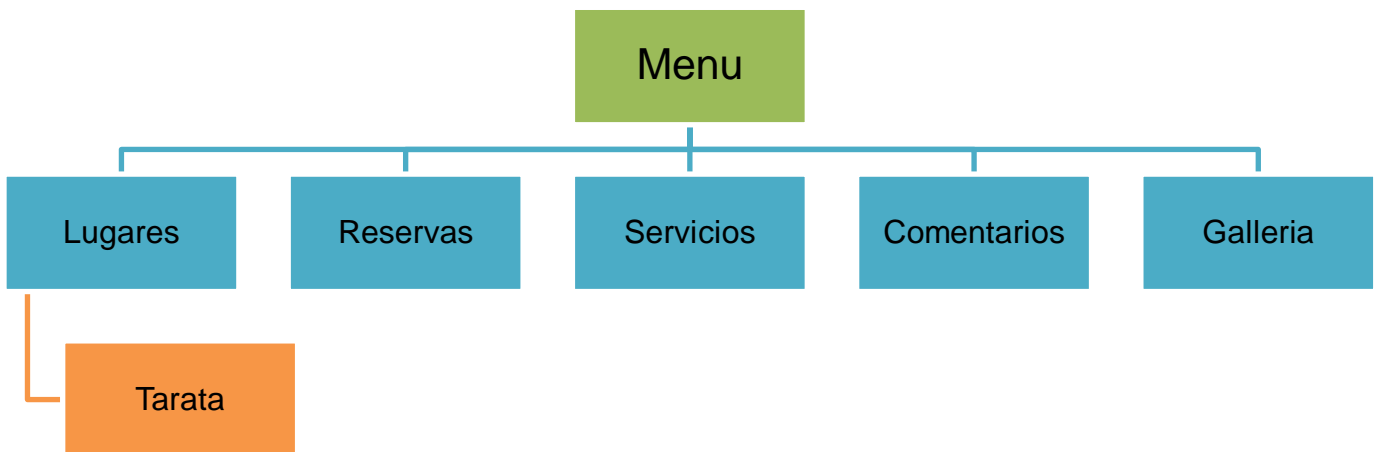 Menu
Lugares
Reservas
Servicios
Comentarios
Galleria
Tarata